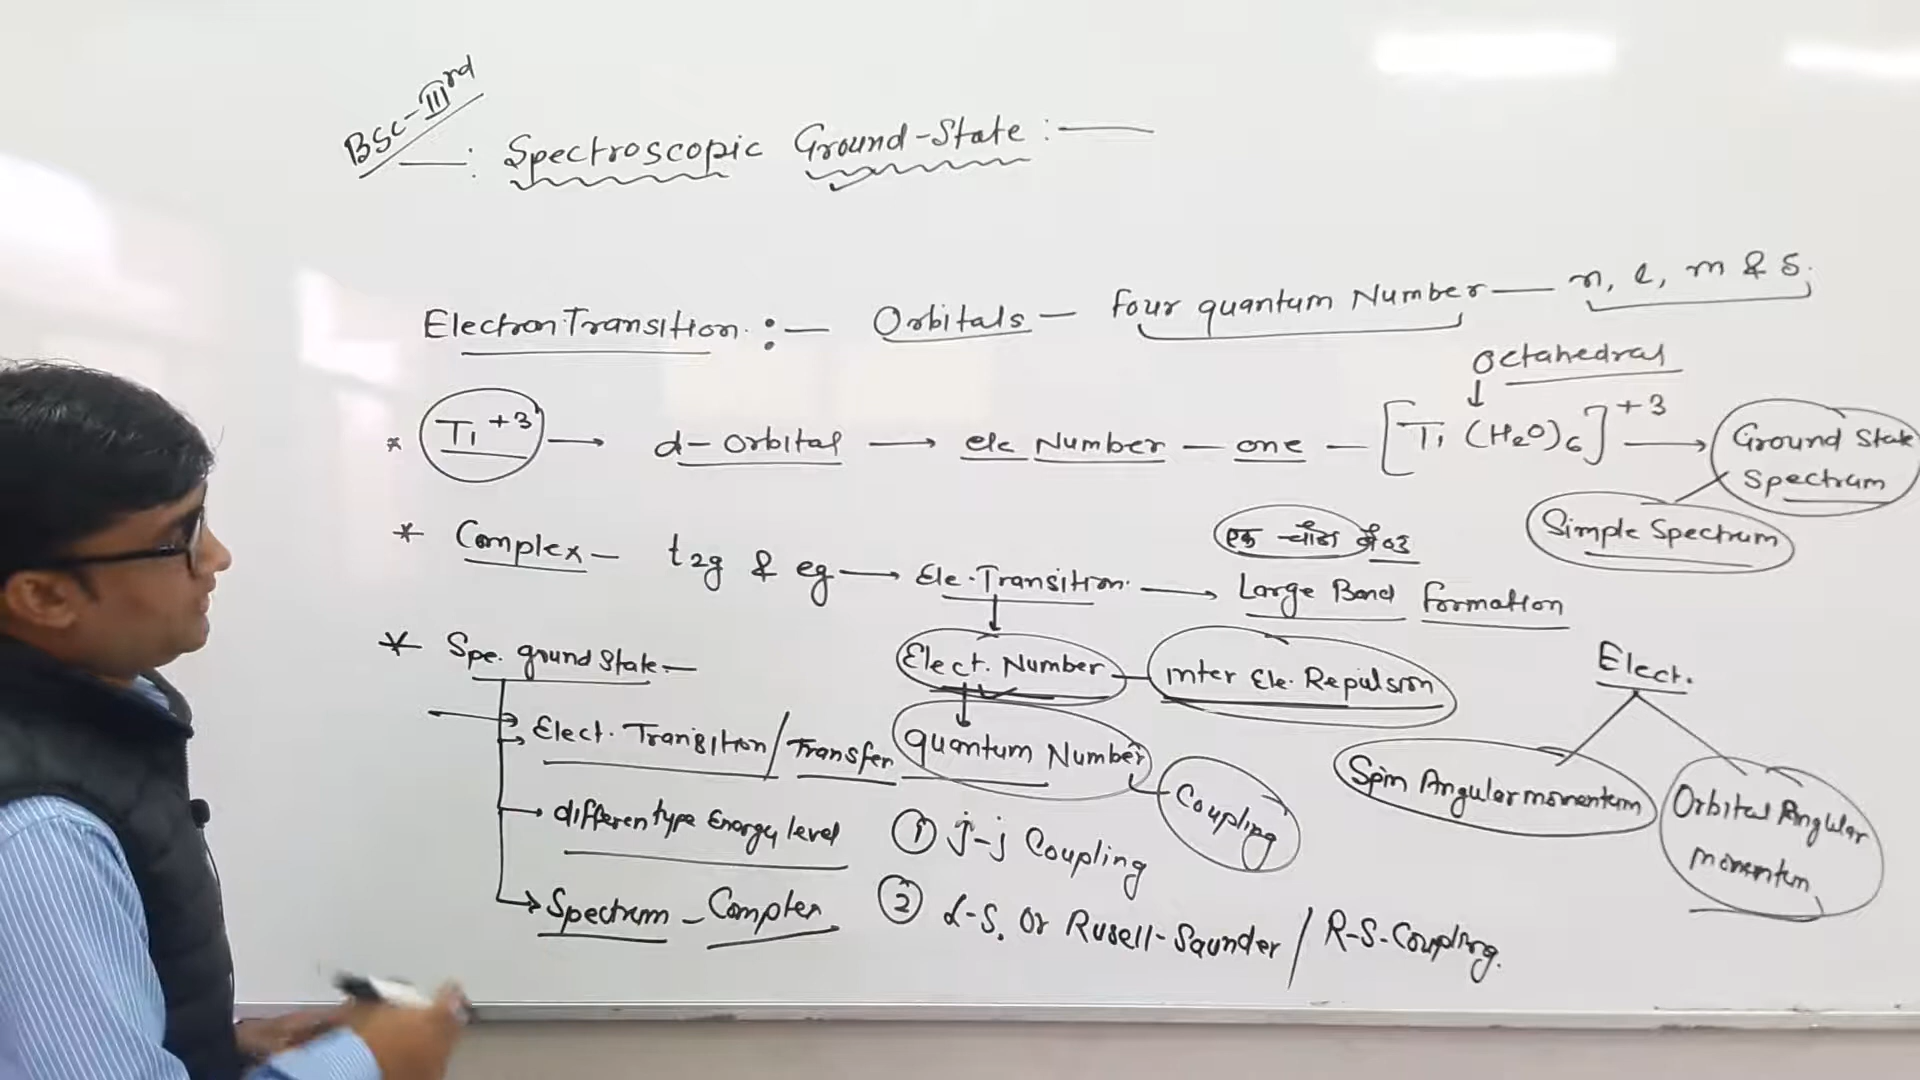 BSC-IIIrd
: Spectroscopic Ground-State :—
Electron Transition :— Orbitals — Four quantum Number — n, l, m & s.
Octahedral
* Ti +3 → d-Orbital → ele Number — one — [Ti (H2O)6]+3 → Ground State Spectrum
Simple Spectrum
एक चौडा बैण्ड
* Complex — t2g & eg → Ele. Transition → Large Band formation
* Spe. ground State —
Elect. Number — inter Ele. Repulsion
Elect.
Elect. Transition / Transfer
quantum Number
Coupling
Spin Angular momentum
Orbital Angular momentum
differen type Energy level
① j-j Coupling
Spectrum - Complex
② L-S. Or Rusell-Saunder / R-S-Coupling.